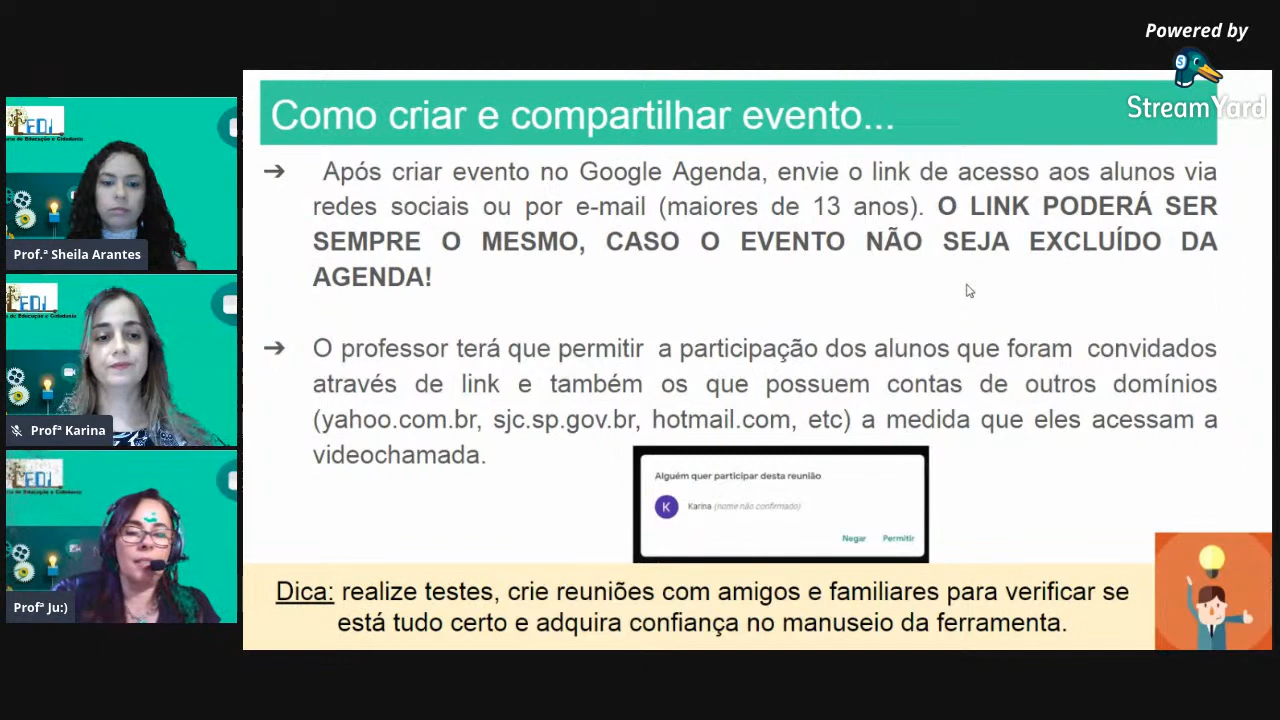 Powered by
StreamYard
Como criar e compartilhar evento...
➔ Após criar evento no Google Agenda, envie o link de acesso aos alunos via
redes sociais ou por e-mail (maiores de 13 anos). O LINK PODERÁ SER
SEMPRE O MESMO, CASO O EVENTO NÃO SEJA EXCLUÍDO DA
AGENDA!
➔ O professor terá que permitir a participação dos alunos que foram convidados
através de link e também os que possuem contas de outros domínios
(yahoo.com.br, sjc.sp.gov.br, hotmail.com, etc) a medida que eles acessam a
videochamada.
Alguém quer participar desta reunião
K
Karina (nome não confirmado)
Negar Permitir
Dica: realize testes, crie reuniões com amigos e familiares para verificar se
está tudo certo e adquira confiança no manuseio da ferramenta.
Prof.ª Sheila Arantes
Profª Karina
Profª Ju:)